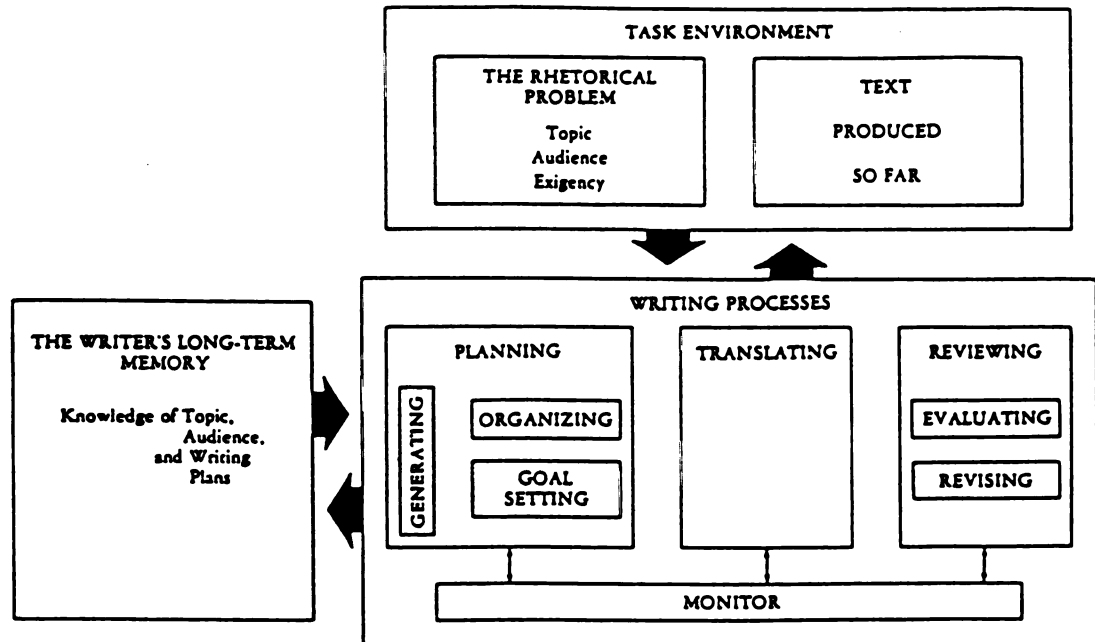 TASK ENVIRONMENT
THE RHETORICAL
PROBLEM
Topic
Audience
Exigency
TEXT
PRODUCED
SO FAR
WRITING PROCESSES
THE WRITER'S LONG-TERM
MEMORY
Knowledge of Topic,
Audience,
and Writing
Plans
PLANNING
GENERATING
ORGANIZING
GOAL
SETTING
TRANSLATING
REVIEWING
EVALUATING
REVISING
MONITOR